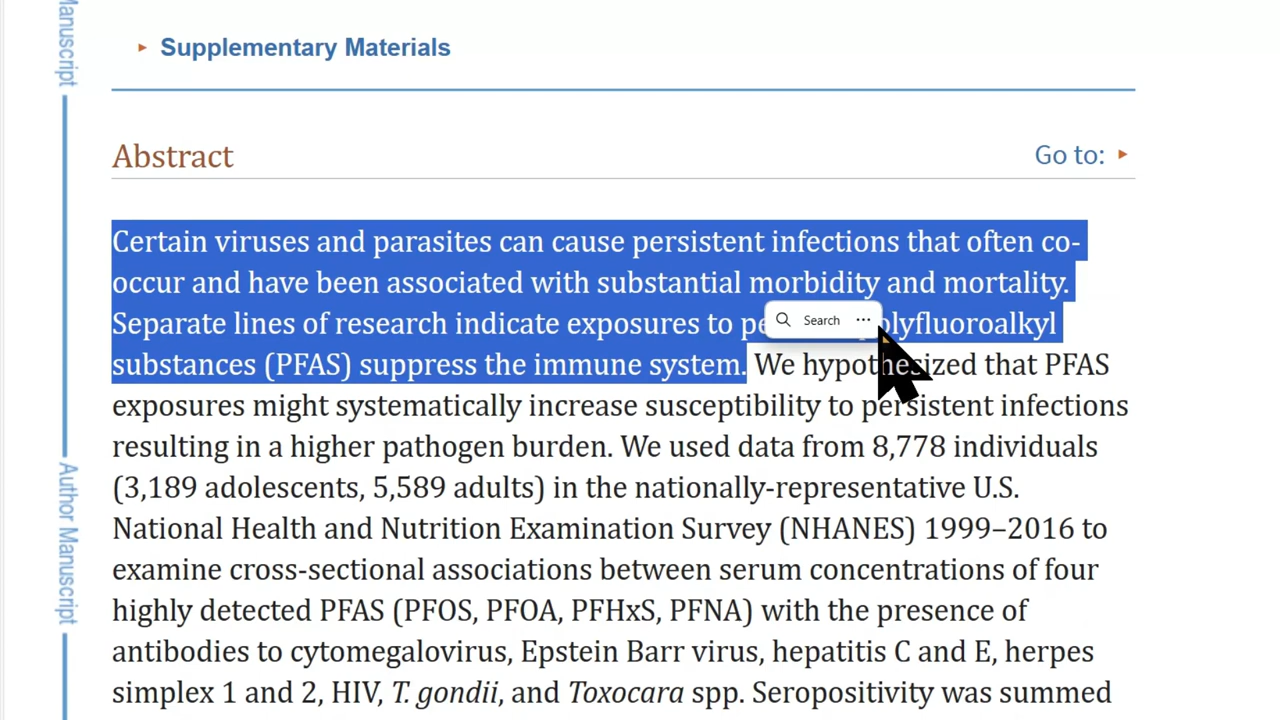 Manuscript
Supplementary Materials
Abstract
Go to:
Certain viruses and parasites can cause persistent infections that often co-
occur and have been associated with substantial morbidity and mortality.
Separate lines of research indicate exposures to pe olyfluoroalkyl
Search
substances (PFAS) suppress the immune system. We hypothesized that PFAS
exposures might systematically increase susceptibility to persistent infections
resulting in a higher pathogen burden. We used data from 8,778 individuals
(3,189 adolescents, 5,589 adults) in the nationally-representative U.S.
National Health and Nutrition Examination Survey (NHANES) 1999–2016 to
examine cross-sectional associations between serum concentrations of four
highly detected PFAS (PFOS, PFOA, PFHxS, PFNA) with the presence of
antibodies to cytomegalovirus, Epstein Barr virus, hepatitis C and E, herpes
simplex 1 and 2, HIV, T. gondii, and Toxocara spp. Seropositivity was summed
Author Manuscript